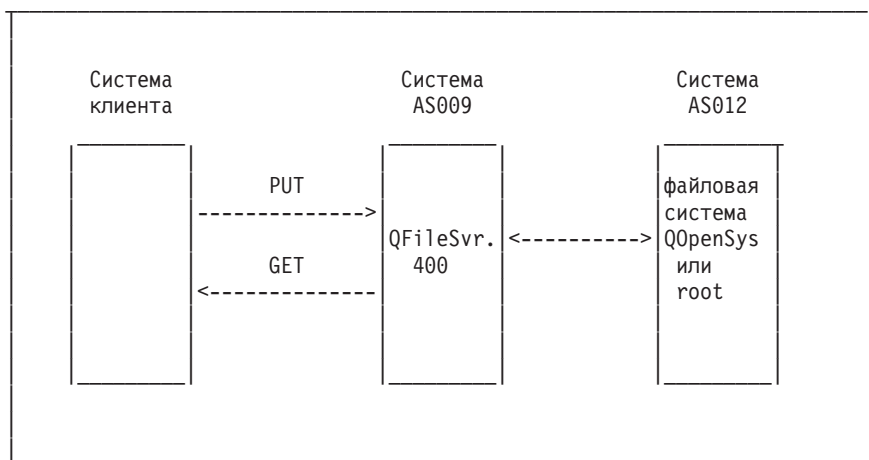 Система Система Система
клиента AS009 AS012
PUT файловая
система
QFileSvr. QOpenSys
GET 400 или
root